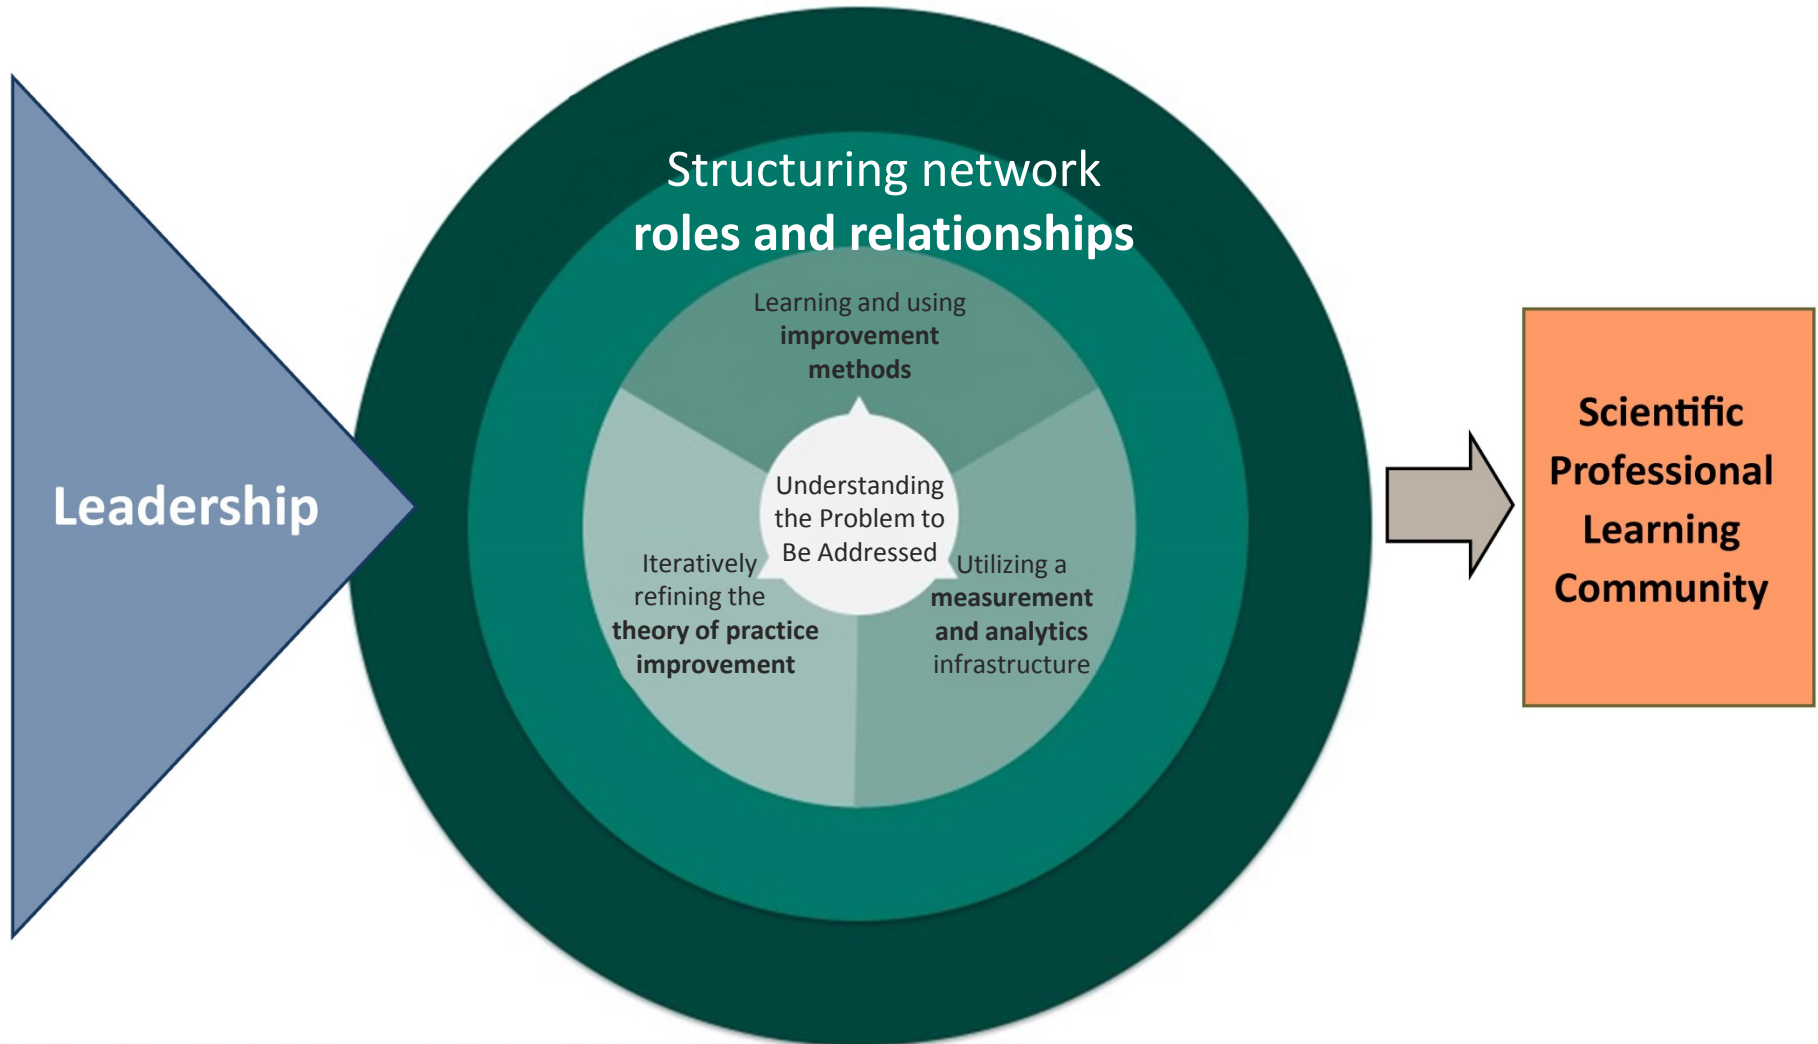 Structuring network
roles and relationships
Learning and using
improvement
methods
Leadership
Understanding
the Problem to
Be Addressed
Iteratively
refining the
theory of practice
improvement
Utilizing a
measurement
and analytics
infrastructure
Scientific
Professional
Learning
Community